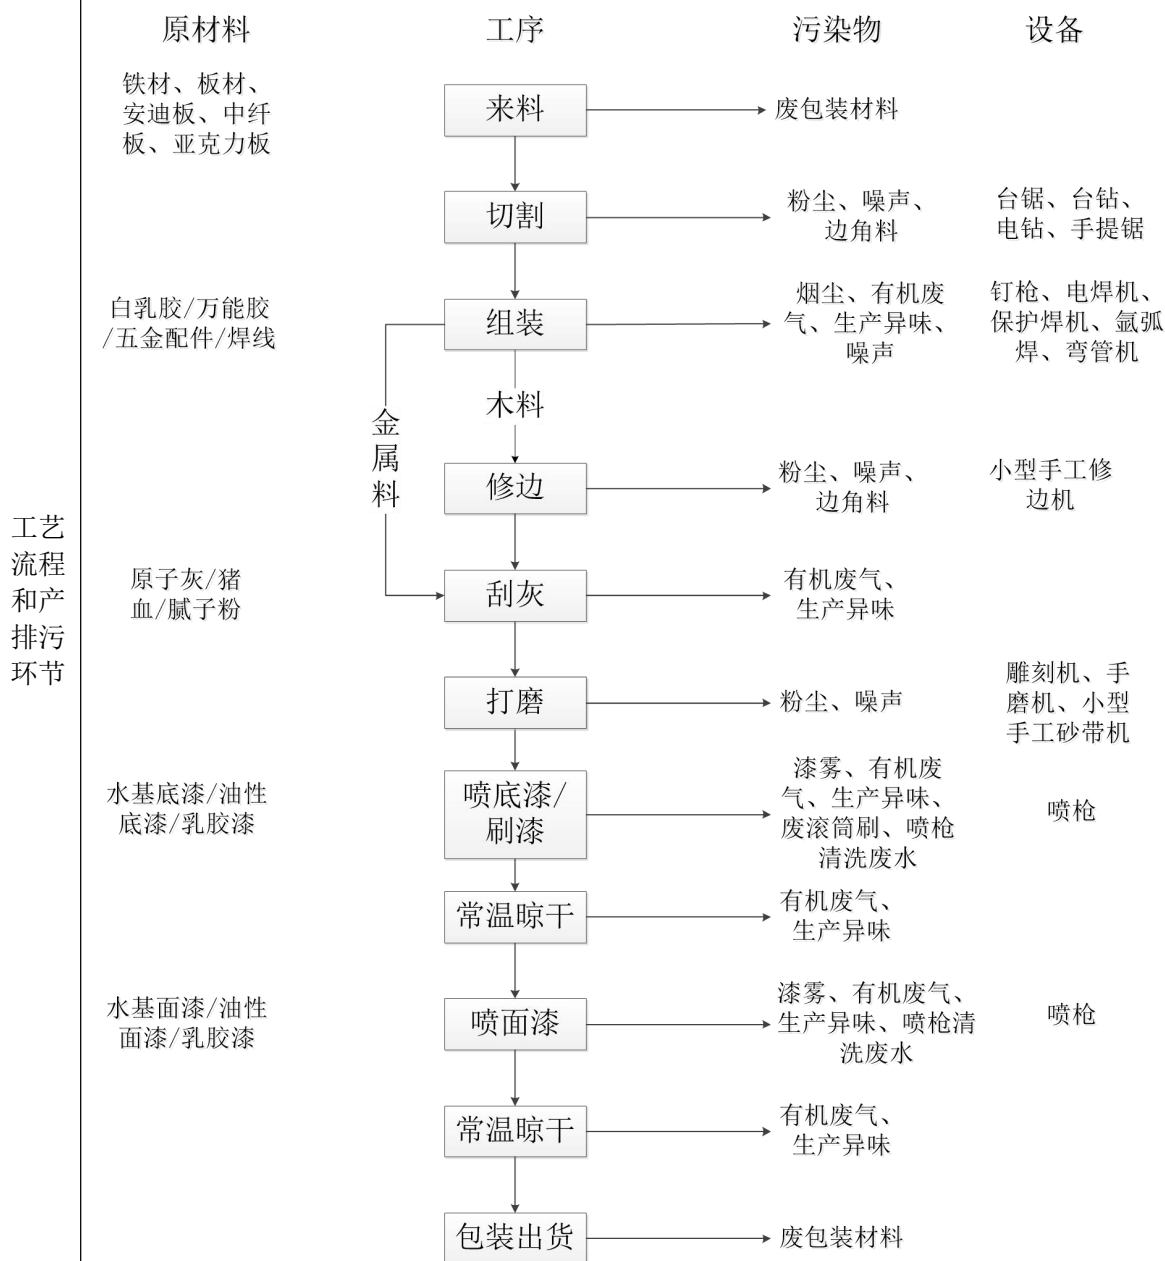 原材料 工序 污染物 设备
铁材、板材、
安迪板、中纤
板、亚克力板
来料
废包装材料
切割
粉尘、噪声、
边角料
台锯、台钻、
电钻、手提锯
白乳胶/万能胶
/五金配件/焊线
组装
烟尘、有机废
气、生产异味、
噪声
钉枪、电焊机、
保护焊机、氩弧
焊、弯管机
木料
金
属
料
修边
粉尘、噪声、
边角料
小型手工修
边机
工艺
流程
和产
排污
环节
原子灰/猪
血/腻子粉
刮灰
有机废气、
生产异味
打磨
粉尘、噪声
雕刻机、手
磨机、小型
手工砂带机
水基底漆/油性
底漆/乳胶漆
喷底漆/
刷漆
漆雾、有机废
气、生产异味、
废滚筒刷、喷枪
清洗废水
喷枪
常温晾干
有机废气、
生产异味
水基面漆/油性
面漆/乳胶漆
喷面漆
漆雾、有机废气、
生产异味、喷枪清
洗废水
喷枪
常温晾干
有机废气、
生产异味
包装出货
废包装材料